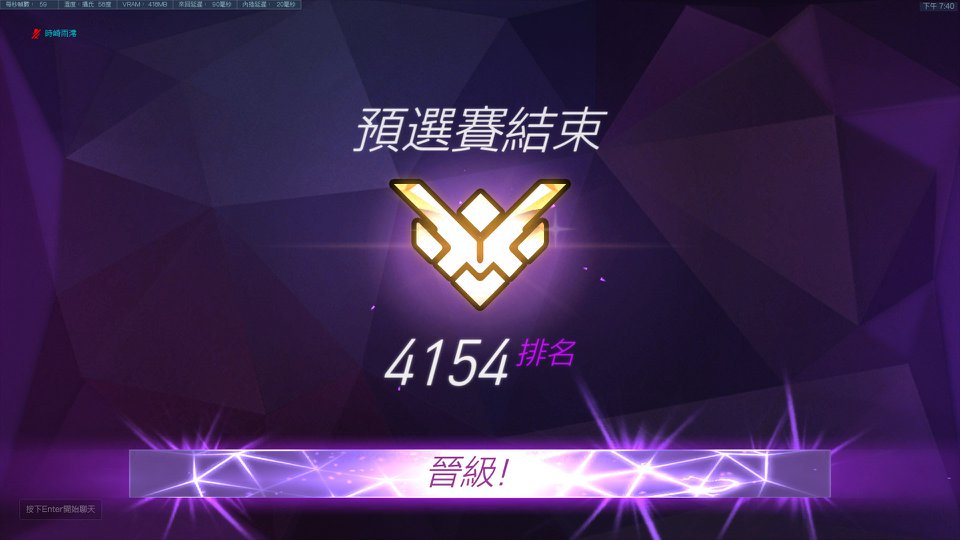 每秒幀數： 59 溫度：攝氏 58度 VRAM： 418MB 來回延遲： 90毫秒 內插延遲： 20毫秒
下午 7:40
時崎雨澪
預選賽結束
4154 排名
晉級!
按下Enter開始聊天